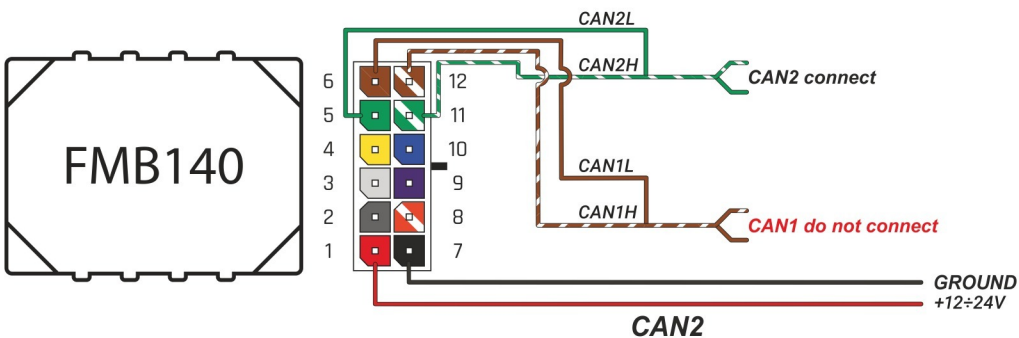 CAN2L
CAN2H
CAN2 connect
6
12
5
11
FMB140
4
10
3
9
CAN1L
2
8
CAN1H
CAN1 do not connect
1
7
GROUND
+12÷24V
CAN2